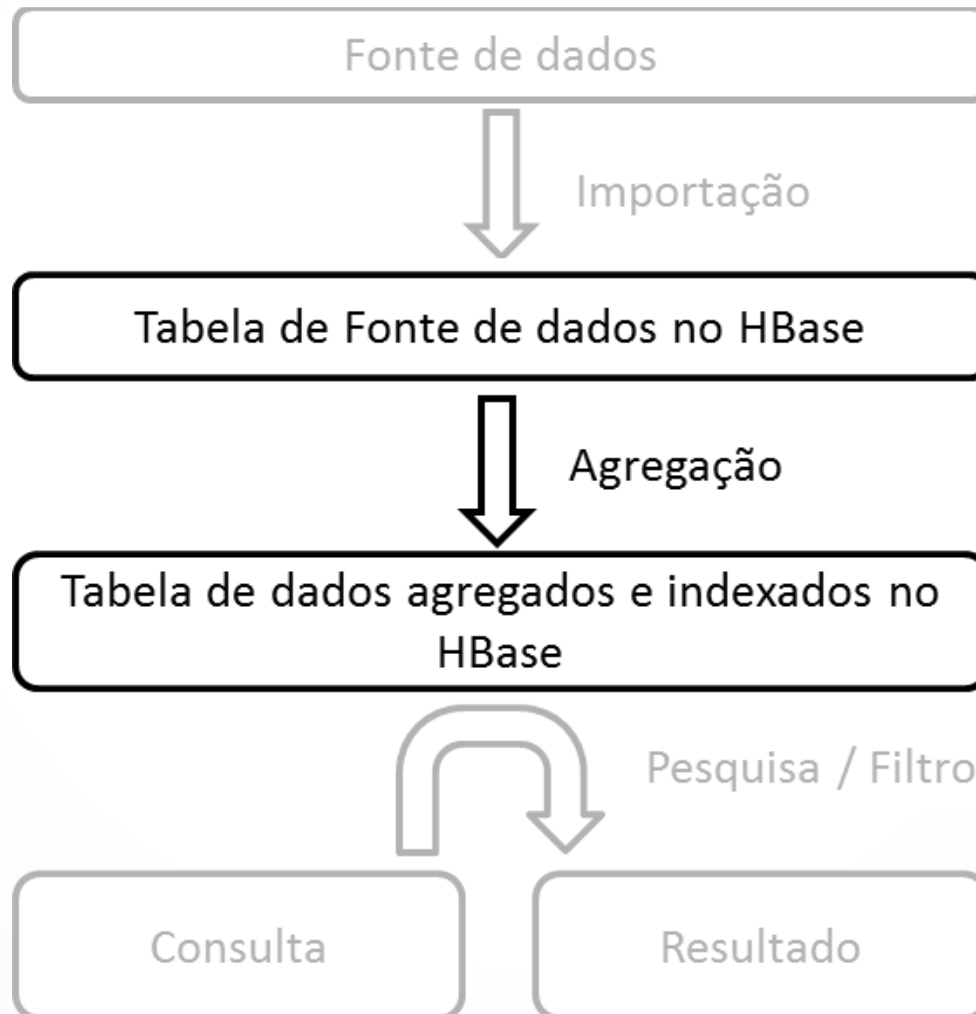 Fonte de dados
Importação
Tabela de Fonte de dados no HBase
Agregação
Tabela de dados agregados e indexados no
HBase
Pesquisa / Filtro
Consulta
Resultado